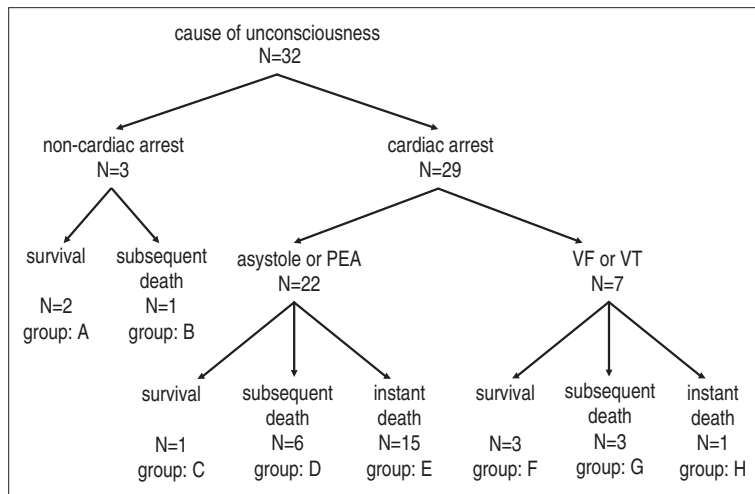 cause of unconsciousness
N=32
non-cardiac arrest
N=3
cardiac arrest
N=29
survival
N=2
group: A
subsequent
death
N=1
group: B
asystole or PEA
N=22
VF or VT
N=7
survival
N=1
group: C
subsequent
death
N=6
group: D
instant
death
N=15
group: E
survival
N=3
group: F
subsequent
death
N=3
group: G
instant
death
N=1
group: H